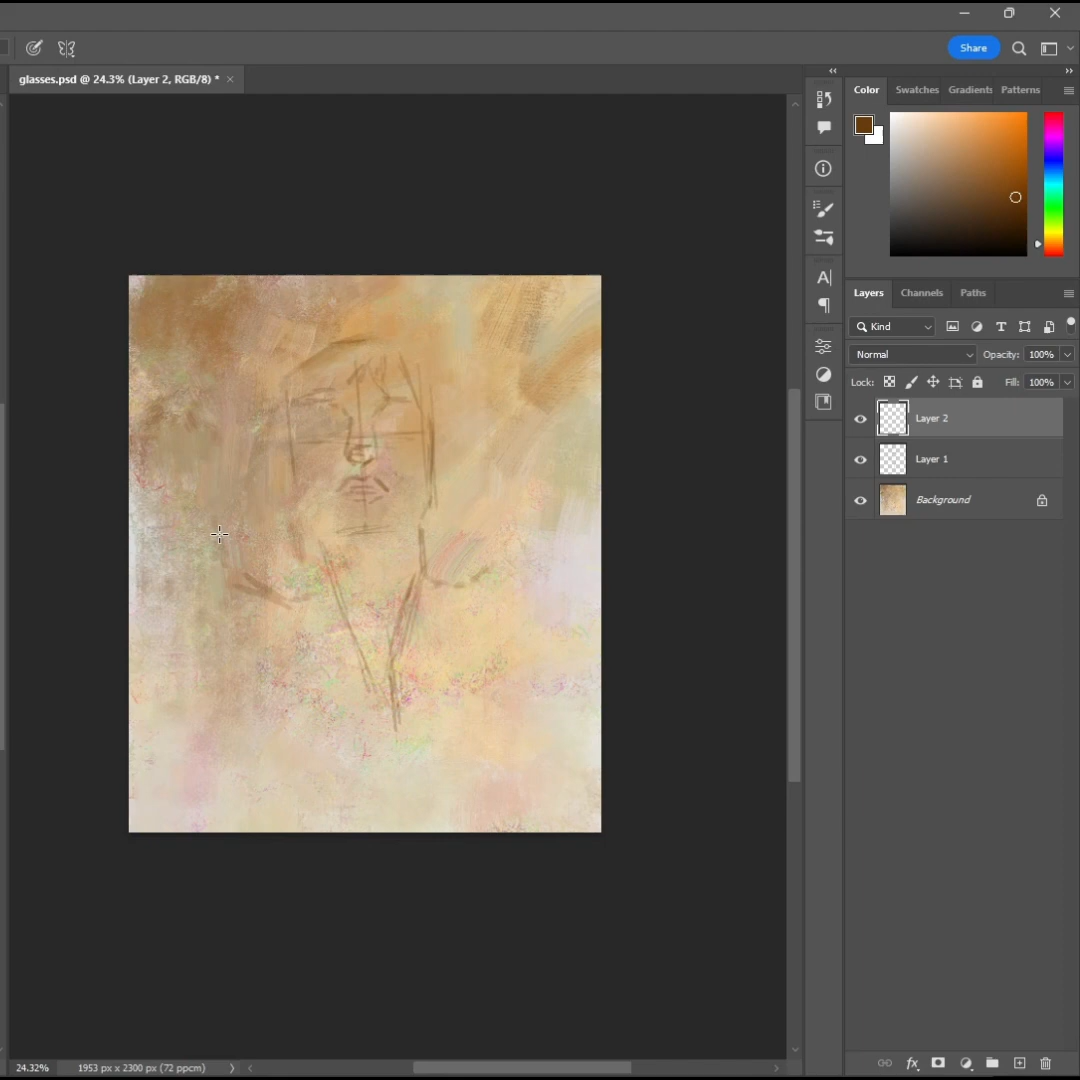 Share
glasses.psd @ 24.3% (Layer 2, RGB/8) *
Color Swatches Gradients Patterns
Layers Channels Paths
Kind
Normal Opacity: 100%
Lock: Fill: 100%
Layer 2
Layer 1
Background
24.32% 1953 px x 2300 px (72 ppcm)